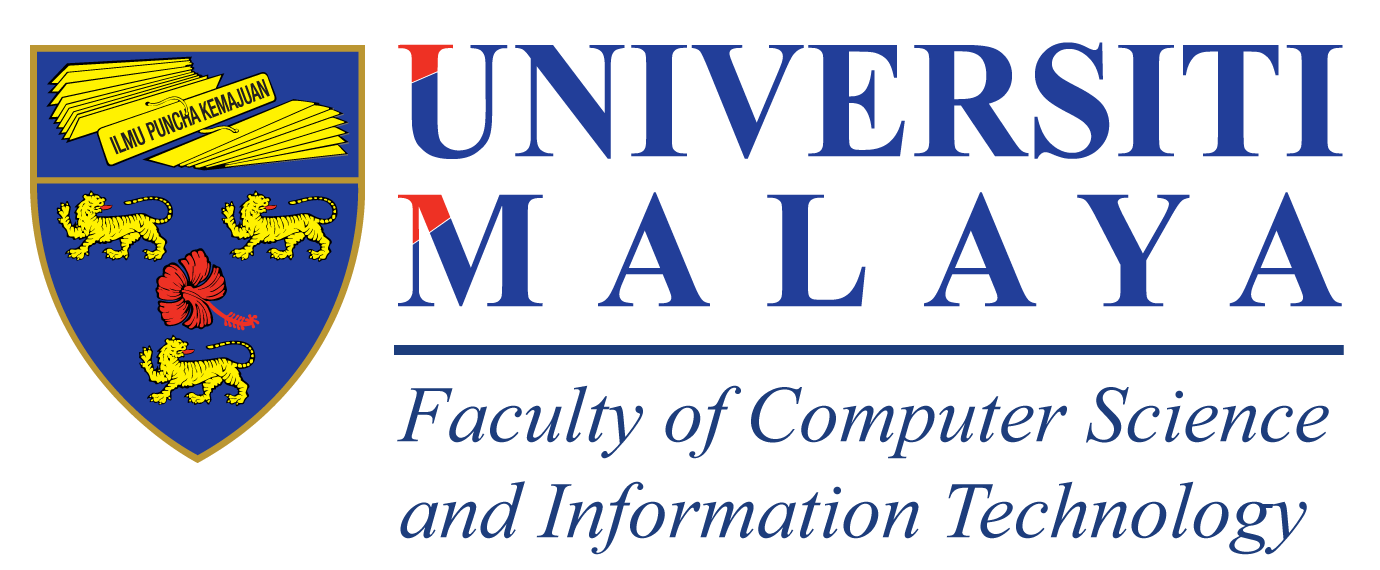 ILMU PUNCHA KEMAJUAN
UNIVERSITI
MALAYA
Faculty of Computer Science
and Information Technology